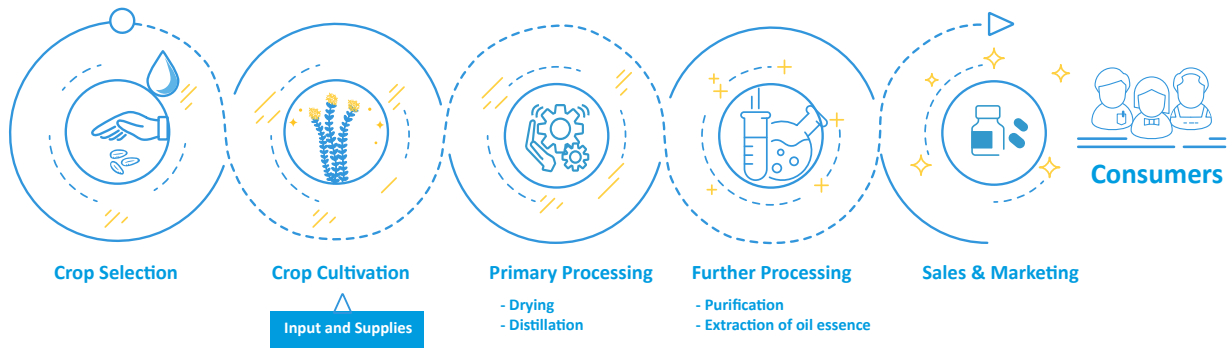 Consumers
Crop Selection
Crop Cultivation
Primary Processing
Further Processing
Sales & Marketing
Input and Supplies
- Drying
- Distillation
- Purification
- Extraction of oil essence